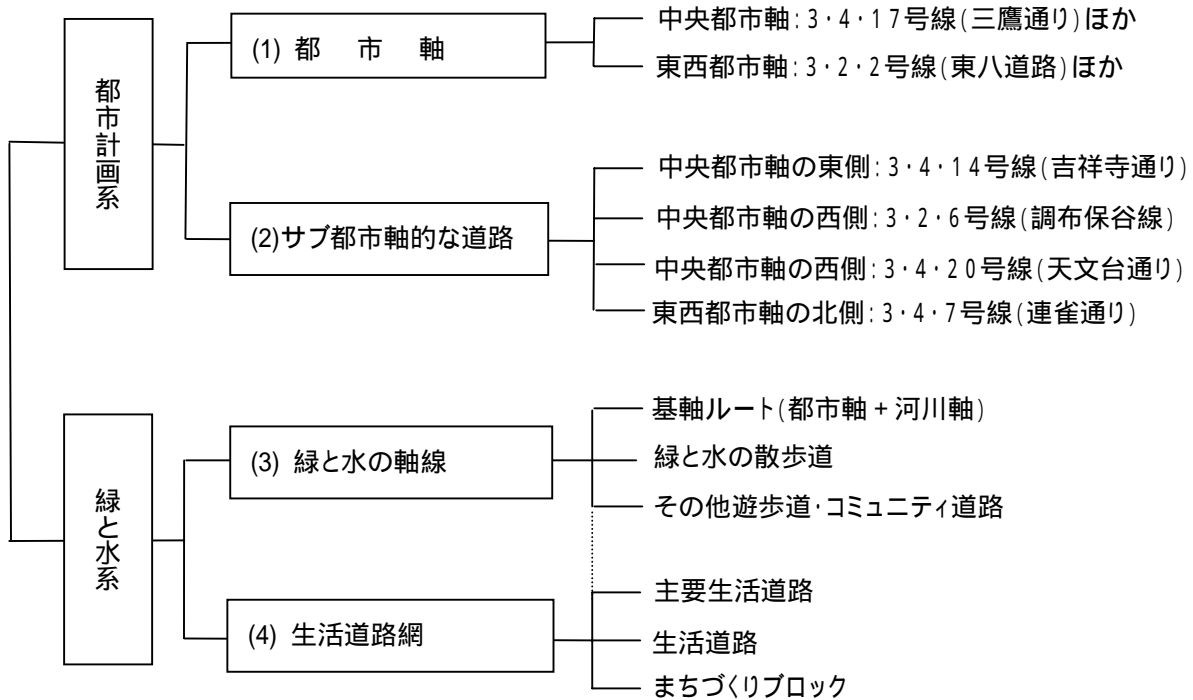 都市計画系
(1) 都　市　軸
中央都市軸:3・4・17号線(三鷹通り)ほか
東西都市軸:3・2・2号線(東八道路)ほか
(2)サブ都市軸的な道路
中央都市軸の東側:3・4・14号線(吉祥寺通り)
中央都市軸の西側:3・2・6号線(調布保谷線)
中央都市軸の西側:3・4・20号線(天文台通り)
東西都市軸の北側:3・4・7号線(連雀通り)
緑と水系
(3) 緑と水の軸線
基軸ルート(都市軸+河川軸)
緑と水の散歩道
その他遊歩道・コミュニティ道路
(4) 生活道路網
主要生活道路
生活道路
まちづくりブロック